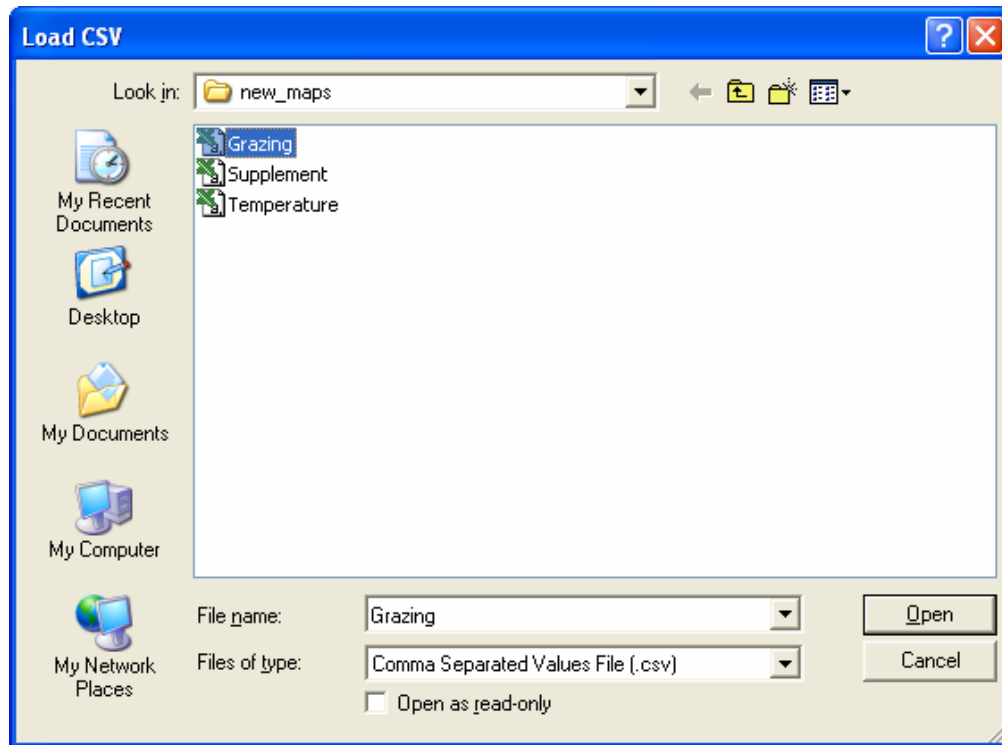 Load CSV
Look in: new_maps
Grazing
Supplement
Temperature
My Recent
Documents
Desktop
My Documents
My Computer
My Network
Places
File name: Grazing
Open
Files of type: Comma Separated Values File (.csv)
Cancel
Open as read-only